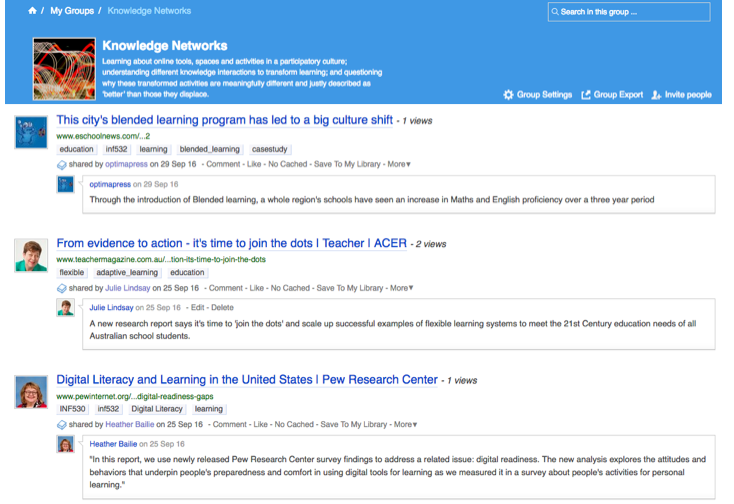 / My Groups / Knowledge Networks
Search in this group ...
Knowledge Networks
Learning about online tools, spaces and activities in a participatory culture;
understanding different knowledge interactions to transform learning; and questioning
why these transformed activities are meaningfully different and justly described as
'better' than those they displace.
Group Settings Group Export Invite people
This city's blended learning program has led to a big culture shift - 1 views
www.eschoolnews.com/...2
education inf532 learning blended_learning casestudy
shared by optimapress on 29 Sep 16 - Comment - Like - No Cached - Save To My Library - More▾
optimapress on 29 Sep 16
Through the introduction of Blended learning, a whole region's schools have seen an increase in Maths and English proficiency over a three year period
From evidence to action - it's time to join the dots | Teacher | ACER - 2 views
www.teachermagazine.com.au/...tion-its-time-to-join-the-dots
flexible adaptive_learning education
shared by Julie Lindsay on 25 Sep 16 - Comment - Like - No Cached - Save To My Library - More▾
Julie Lindsay on 25 Sep 16 - Edit - Delete
A new research report says it's time to 'join the dots' and scale up successful examples of flexible learning systems to meet the 21st Century education needs of all
Australian school students.
Digital Literacy and Learning in the United States | Pew Research Center - 1 views
www.pewinternet.org/...digital-readiness-gaps
INF530 inf532 Digital Literacy learning
shared by Heather Bailie on 25 Sep 16 - Comment - Like - No Cached - Save To My Library - More▾
Heather Bailie on 25 Sep 16
"In this report, we use newly released Pew Research Center survey findings to address a related issue: digital readiness. The new analysis explores the attitudes and
behaviors that underpin people's preparedness and comfort in using digital tools for learning as we measured it in a survey about people's activities for personal
learning."